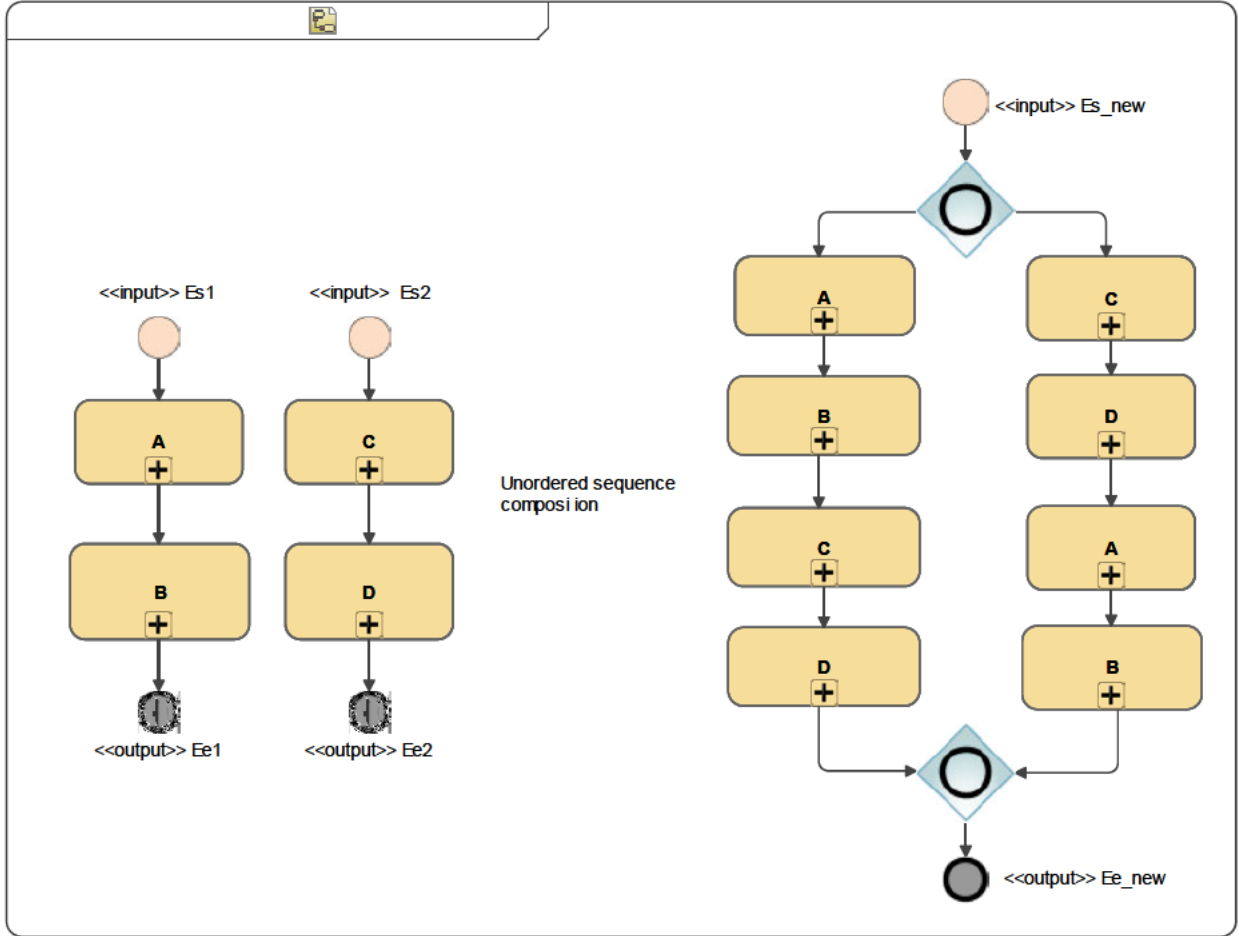 <<input>> Es1
<<input>> Es2
A
C
B
D
<<output>> Ee1
<<output>> Ee2
Unordered sequence
composi ion
<<input>> Es_new
A
C
B
D
C
A
D
B
<<output>> Ee_new